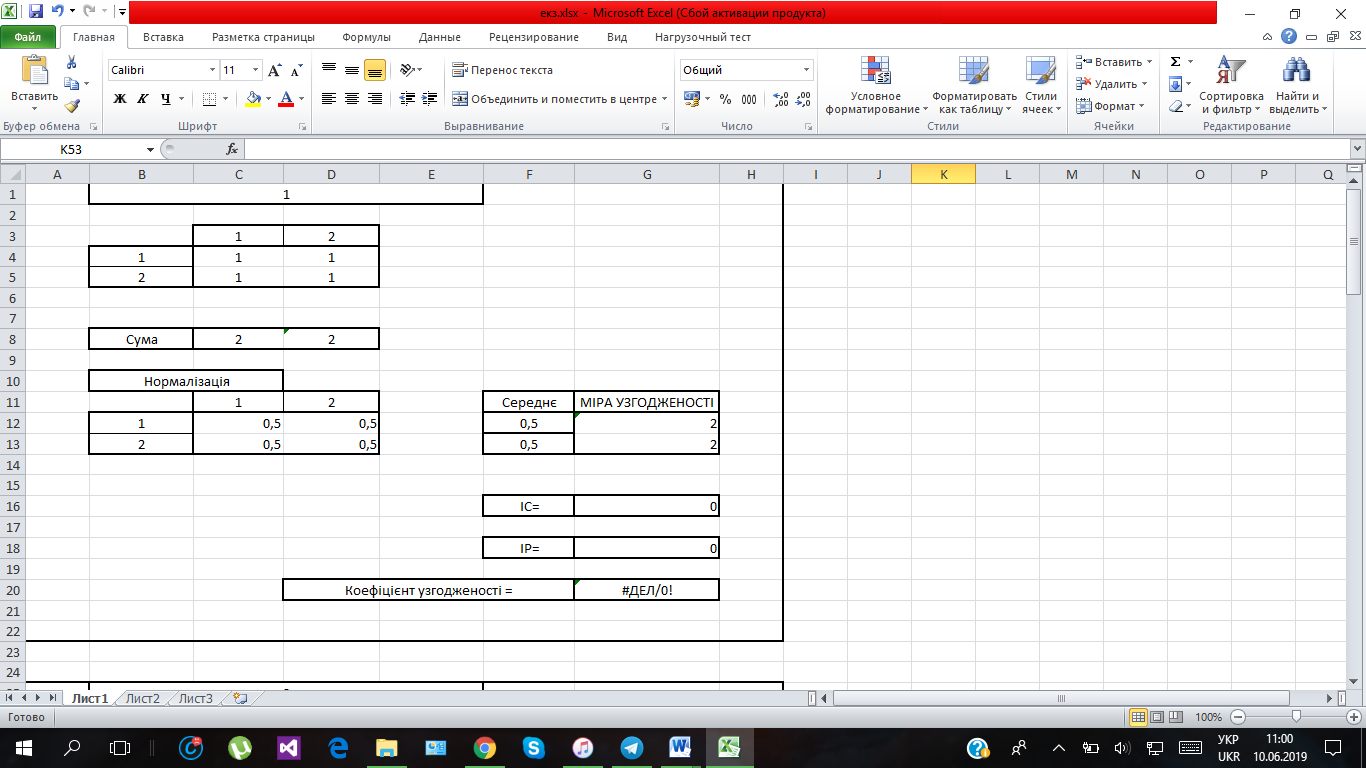 екз.xlsx - Microsoft Excel (Сбой активации продукта)
Файл Главная Вставка Разметка страницы Формулы Данные Рецензирование Вид Нагрузочный тест
Calibri 11 Перенос текста Общий Вставить Σ
Вставить Ж К Ч А Объединить и поместить в центре % 000 Условное форматирование Форматировать как таблицу Стили ячеек Удалить Формат Сортировка и фильтр Найти и выделить
Буфер обмена Шрифт Выравнивание Число Стили Ячейки Редактирование
K53 fx
A B C D E F G H I J K L M N O P Q
1 1
2
3 1 2
4 1 1 1
5 2 1 1
6
7
8 Сума 2 2
9
10 Нормалізація
11 1 2 Середнє МІРА УЗГОДЖЕНОСТІ
12 1 0,5 0,5 0,5 2
13 2 0,5 0,5 0,5 2
14
15
16 ІС= 0
17
18 ІР= 0
19
20 Коефіцієнт узгодженості = #ДЕЛ/0!
21
22
23
24
Лист1 Лист2 Лист3
Готово 100%
УКР 11:00
UKR 10.06.2019